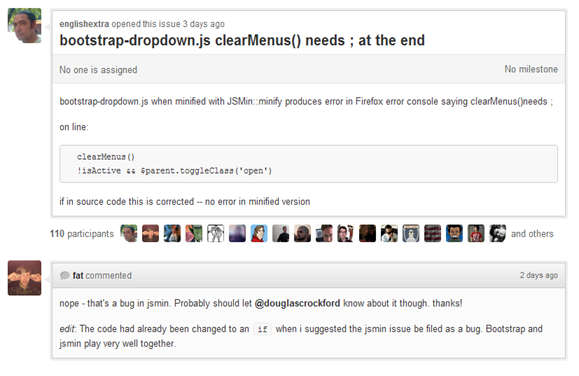 englishextra opened this issue 3 days ago
bootstrap-dropdown.js clearMenus() needs ; at the end
No one is assigned
No milestone
bootstrap-dropdown.js when minified with JSMin::minify produces error in Firefox error console saying clearMenus()needs ;
on line:
clearMenus()
!isActive && $parent.toggleClass('open')
if in source code this is corrected -- no error in minified version
110 participants
and others
fat commented
2 days ago
nope - that's a bug in jsmin. Probably should let @douglascrockford know about it though. thanks!
edit: The code had already been changed to an if when i suggested the jsmin issue be filed as a bug. Bootstrap and
jsmin play very well together.